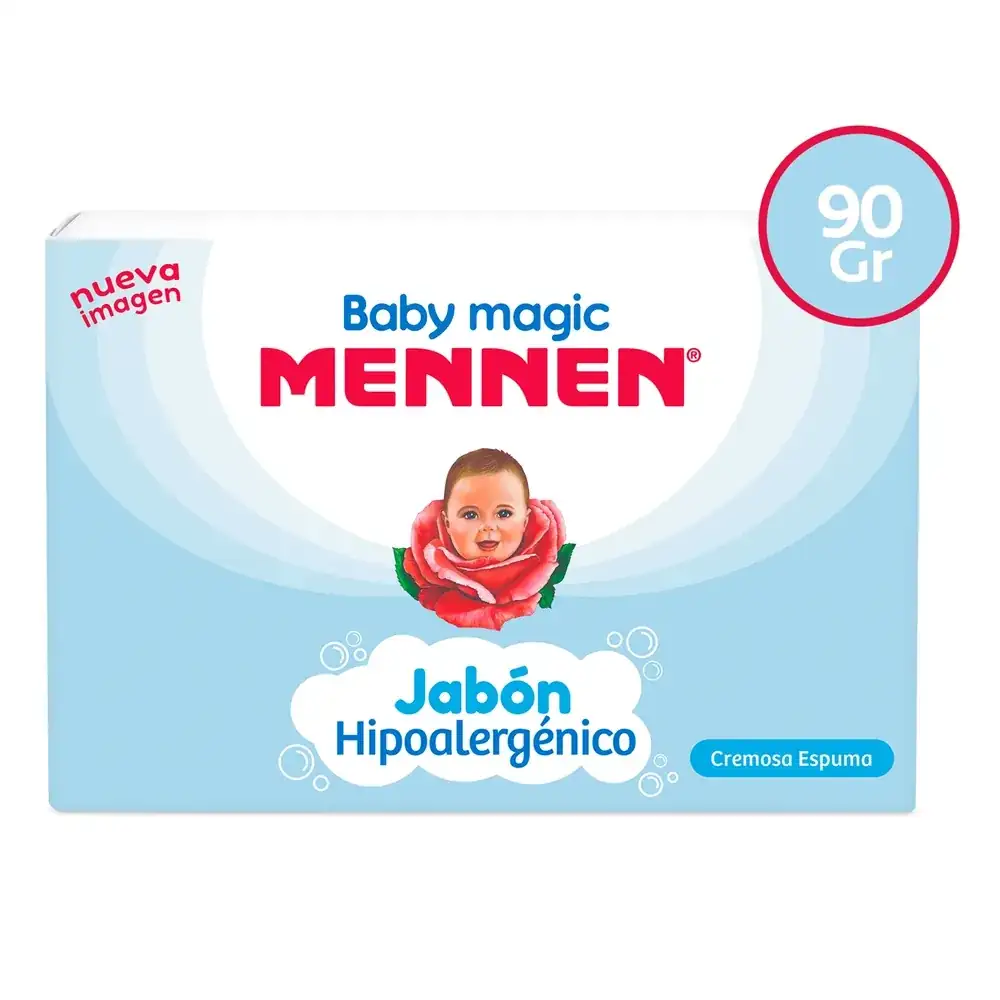 90
Gr
nueva
imagen
Baby magic
MENNEN®
Jabón
Hipoalergénico
Cremosa Espuma